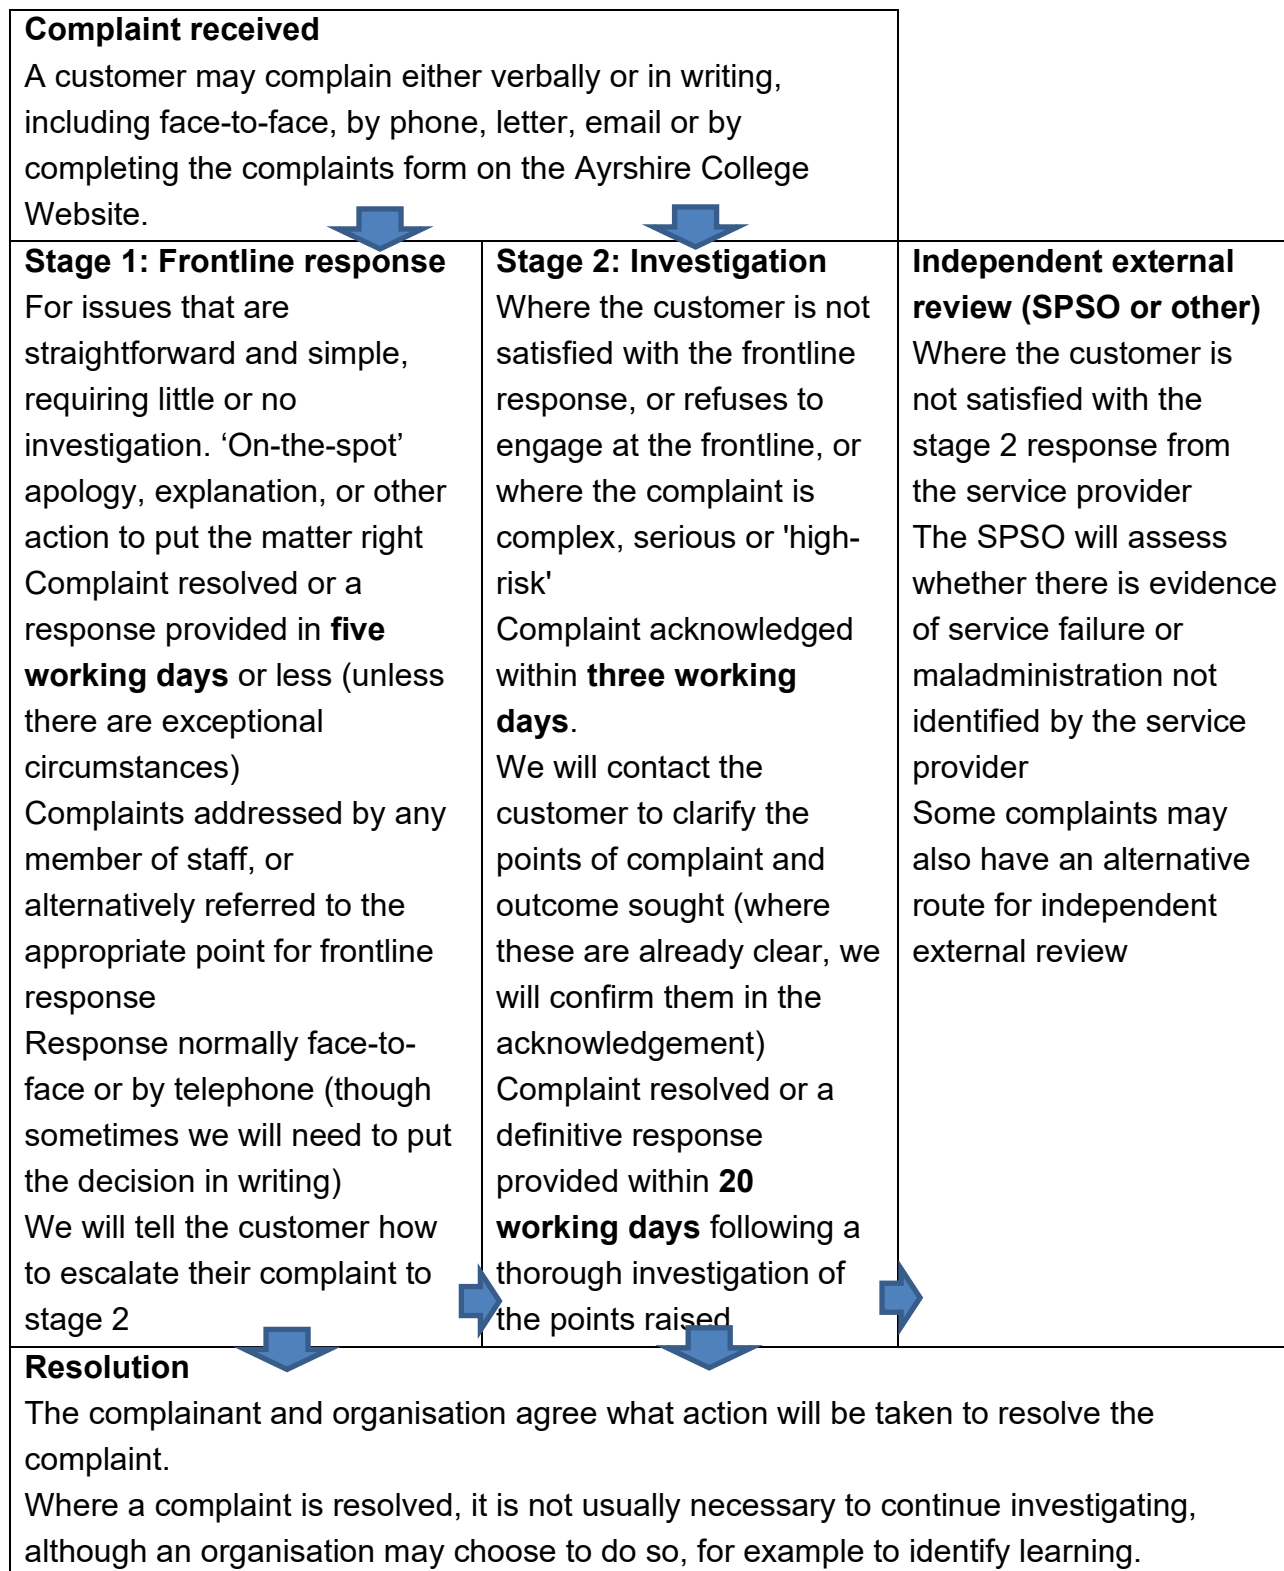 Complaint received
A customer may complain either verbally or in writing,
including face-to-face, by phone, letter, email or by
completing the complaints form on the Ayrshire College
Website.
Stage 1: Frontline response
For issues that are
straightforward and simple,
requiring little or no
investigation. ‘On-the-spot’
apology, explanation, or other
action to put the matter right
Complaint resolved or a
response provided in five
working days or less (unless
there are exceptional
circumstances)
Complaints addressed by any
member of staff, or
alternatively referred to the
appropriate point for frontline
response
Response normally face-to-
face or by telephone (though
sometimes we will need to put
the decision in writing)
We will tell the customer how
to escalate their complaint to
stage 2
Stage 2: Investigation
Where the customer is not
satisfied with the frontline
response, or refuses to
engage at the frontline, or
where the complaint is
complex, serious or 'high-
risk'
Complaint acknowledged
within three working
days.
We will contact the
customer to clarify the
points of complaint and
outcome sought (where
these are already clear, we
will confirm them in the
acknowledgement)
Complaint resolved or a
definitive response
provided within 20
working days following a
thorough investigation of
the points raised
Independent external
review (SPSO or other)
Where the customer is
not satisfied with the
stage 2 response from
the service provider
The SPSO will assess
whether there is evidence
of service failure or
maladministration not
identified by the service
provider
Some complaints may
also have an alternative
route for independent
external review
Resolution
The complainant and organisation agree what action will be taken to resolve the
complaint.
Where a complaint is resolved, it is not usually necessary to continue investigating,
although an organisation may choose to do so, for example to identify learning.